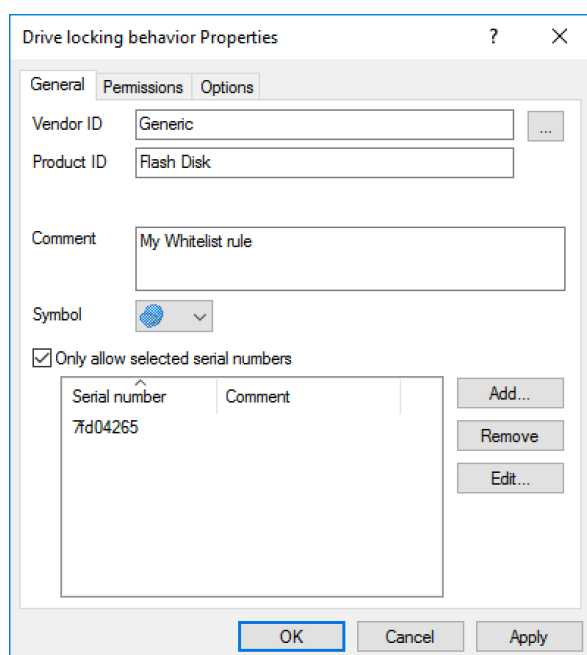 Drive locking behavior Properties ?
General Permissions Options
Vendor ID Generic ...
Product ID Flash Disk
Comment My Whitelist rule
Symbol
Only allow selected serial numbers
Serial number Comment Add...
7fd04265
Remove
Edit...
OK Cancel Apply